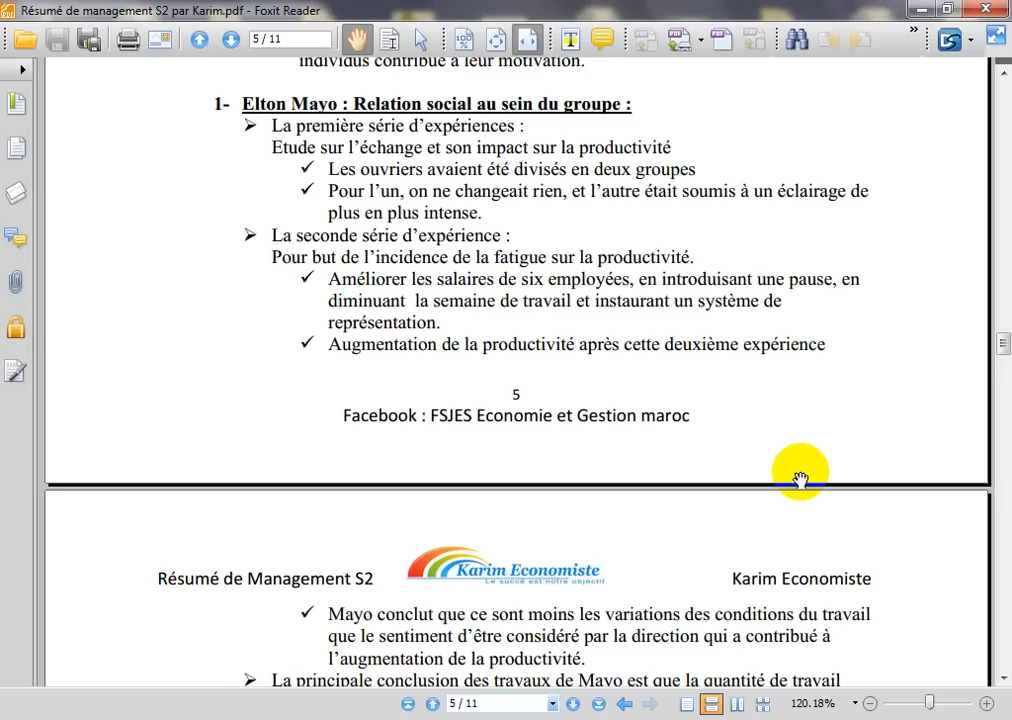 Résumé de management S2 par Karim.pdf - Foxit Reader
5 / 11
individus contribue à leur motivation.
1- Elton Mayo : Relation social au sein du groupe :
➢ La première série d'expériences :
Etude sur l'échange et son impact sur la productivité
✓ Les ouvriers avaient été divisés en deux groupes
✓ Pour l'un, on ne changeait rien, et l'autre était soumis à un éclairage de
plus en plus intense.
➢ La seconde série d'expérience :
Pour but de l'incidence de la fatigue sur la productivité.
✓ Améliorer les salaires de six employées, en introduisant une pause, en
diminuant la semaine de travail et instaurant un système de
représentation.
✓ Augmentation de la productivité après cette deuxième expérience
5
Facebook : FSJES Economie et Gestion maroc
Résumé de Management S2
Karim Economiste
Le succé est notre objectif
Karim Economiste
✓ Mayo conclut que ce sont moins les variations des conditions du travail
que le sentiment d'être considéré par la direction qui a contribué à
l'augmentation de la productivité.
➢ La principale conclusion des travaux de Mayo est que la quantité de travail
5 / 11
120.18%